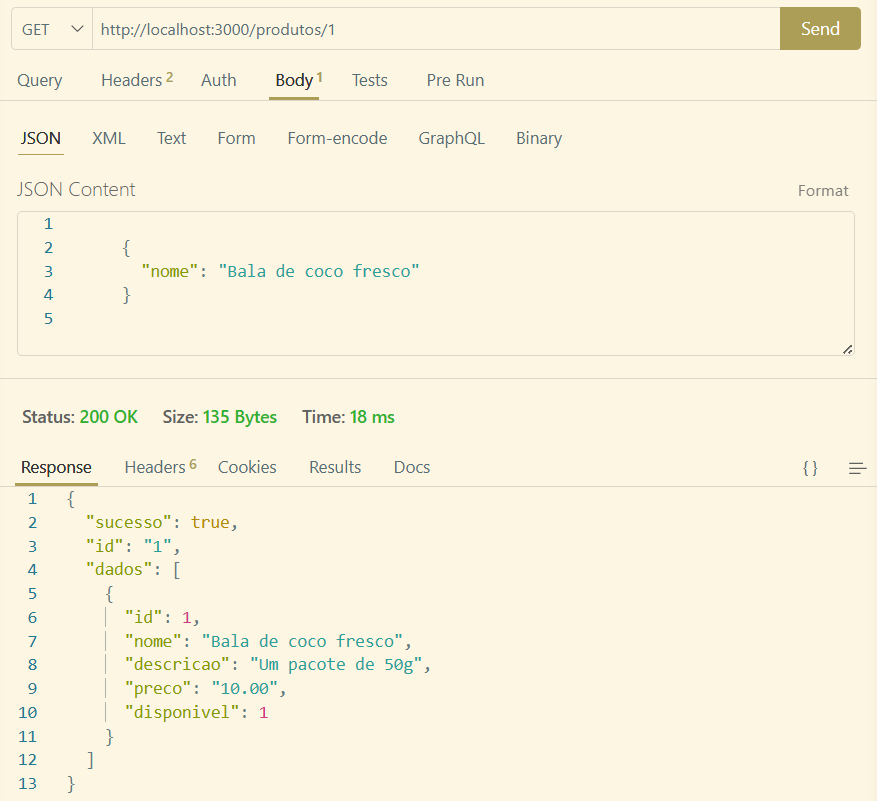 GET http://localhost:3000/produtos/1 Send
Query Headers 2 Auth Body 1 Tests Pre Run
JSON XML Text Form Form-encode GraphQL Binary
JSON Content Format
1
2 {
3 "nome": "Bala de coco fresco"
4 }
5
Status: 200 OK Size: 135 Bytes Time: 18 ms
Response Headers 6 Cookies Results Docs {}
1 {
2 "sucesso": true,
3 "id": "1",
4 "dados": [
5 {
6 "id": 1,
7 "nome": "Bala de coco fresco",
8 "descricao": "Um pacote de 50g",
9 "preco": "10.00",
10 "disponivel": 1
11 }
12 ]
13 }